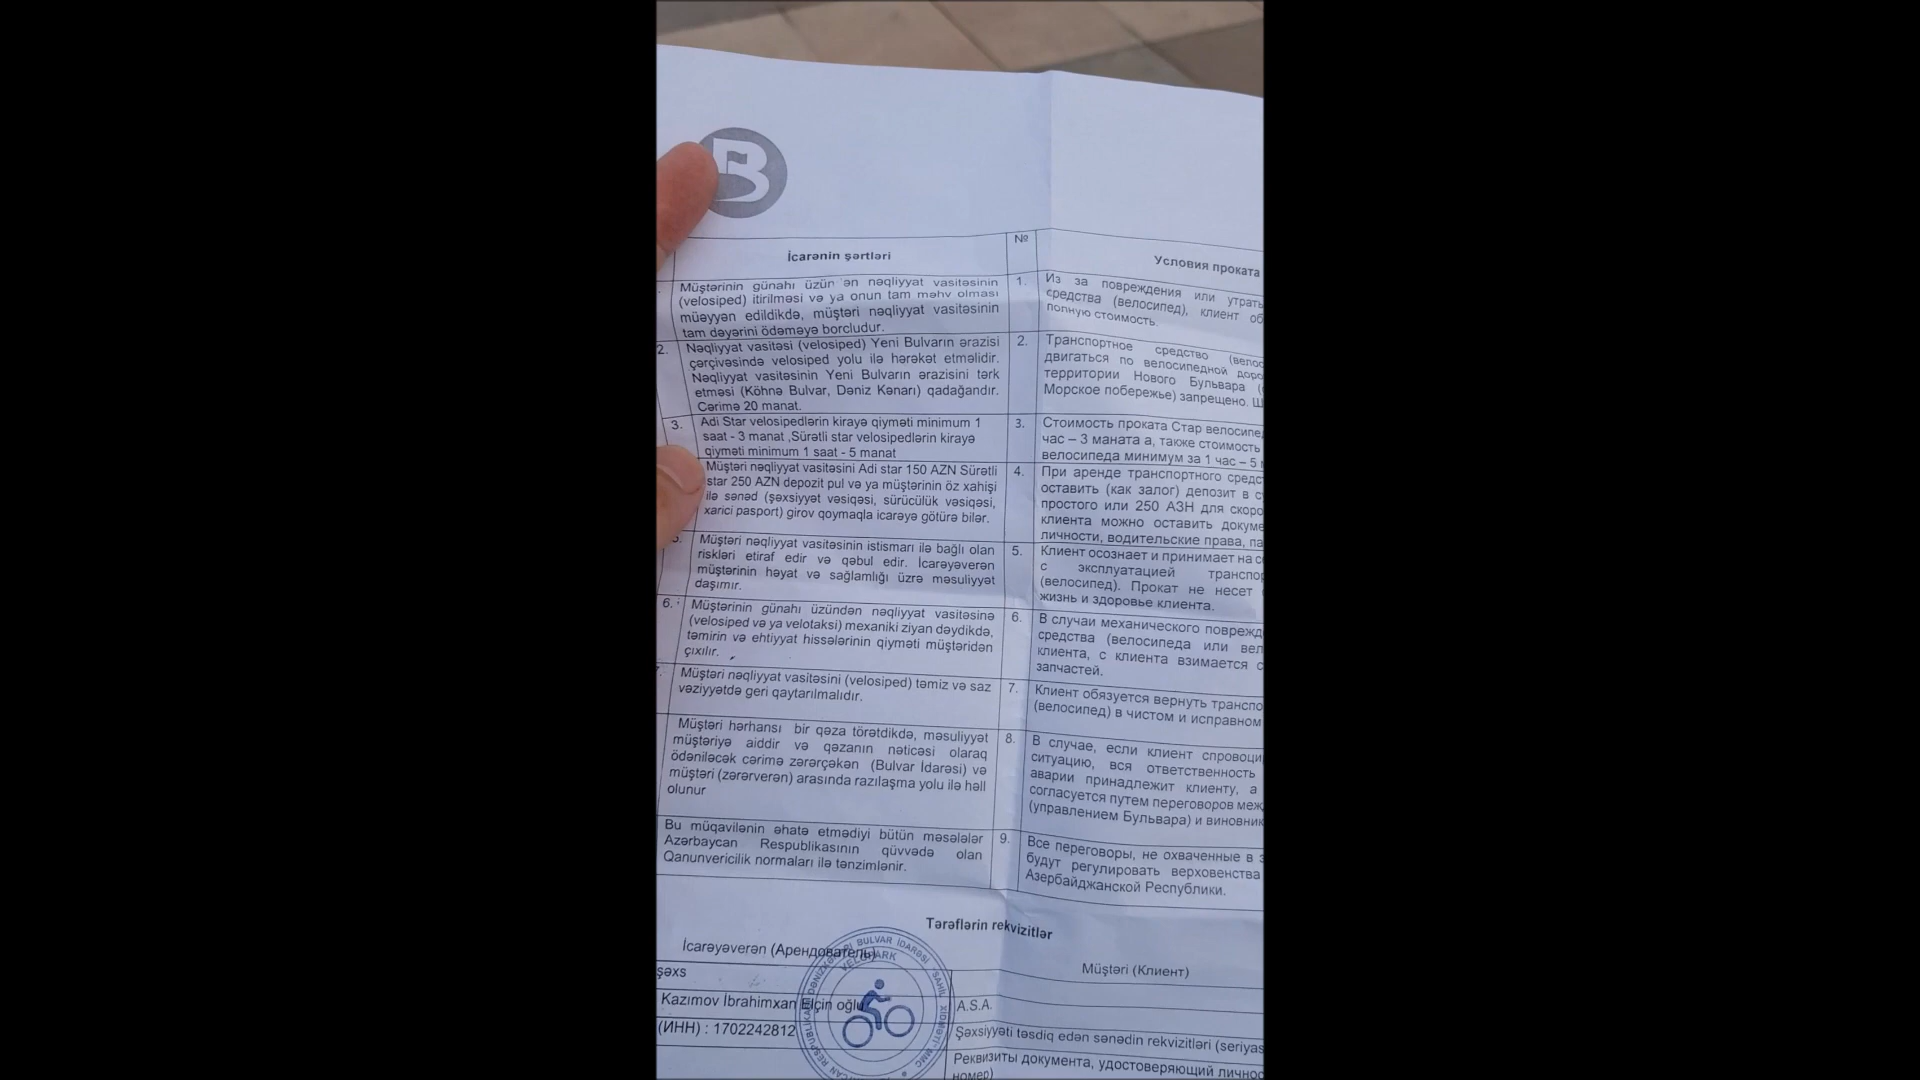 B
İcarənin şərtləri
№
Условия проката
Müştərinin günahı nəqliyyat vasitəsinin
(velosiped) itirilməsi və ya onun tam məhv olması
müəyyən edildikdə, müştəri nəqliyyat vasitəsinin
tam dəyərini ödəməyə borcludur.
1.
Из за повреждения или
средства (велосипед), клиент
полную стоимость.
2.
Nəqliyyat vasitəsi (velosiped) Yeni Bulvarın ərazisi
çərçivəsində velosiped yolu ilə hərəkət etməlidir.
Nəqliyyat vasitəsinin Yeni Bulvarın ərazisini tərk
etməsi (Köhnə Bulvar, Dəniz Kənarı) qadağandır.
Cərimə 20 manat.
2.
Транспортное средство
двигаться по велосипедной
территории Нового Бульвара
Морское побережье) запрещено.
3.
Adi Star velosipedlərin kirayə qiyməti minimum 1
saat - 3 manat ,Sürətli star velosipedlərin kirayə
qiyməti minimum 1 saat - 5 manat
3.
Стоимость проката Стар
час – 3 маната а, также стоимость
велосипеда минимум за 1 час – 5
Müştəri nəqliyyat vasitəsini Adi star 150 AZN Sürətli
star 250 AZN depozit pul və ya müştərinin öz xahişi
ilə sənəd (şəxsiyyət vəsiqəsi, sürücülük vəsiqəsi,
xarici pasport) girov qoymaqla icarəyə götürə bilər.
4.
При аренде транспортного
оставить (как залог) депозит в
простого или 250 АЗН для
клиента можно оставить
личности, водительские права,
5.
Müştəri nəqliyyat vasitəsinin istismarı ilə bağlı olan
riskləri etiraf edir və qəbul edir. İcarəyəverən
müştərinin həyat və sağlamlığı üzrə məsuliyyət
daşımır.
5.
Клиент осознает и принимает на
с эксплуатацией
(велосипед). Прокат не несет
жизнь и здоровье клиента.
6.
Müştərinin günahı üzündən nəqliyyat vasitəsinə
(velosiped və ya velotaksi) mexaniki ziyan dəydikdə,
təmirin və ehtiyyat hissələrinin qiyməti müştəridən
çıxılır.
6.
В случаи механического
средства (велосипеда или
клиента, с клиента взимается
запчастей.
Müştəri nəqliyyat vasitəsini (velosiped) təmiz və saz
vəziyyətdə geri qaytarılmalıdır.
7.
Клиент обязуется вернуть
(велосипед) в чистом и исправном
Müştəri hərhansı bir qəza törətdikdə, məsuliyyət
müştəriyə aiddir və qəzanın nəticəsi olaraq
ödəniləcək cərimə zərərçəkən (Bulvar İdarəsi) və
müştəri (zərərverən) arasında razılaşma yolu ilə həll
olunur
8.
В случае, если клиент
ситуацию, вся ответственность
аварии принадлежит клиенту, а
согласуется путем переговоров
(управлением Бульвара) и
Bu müqavilənin əhatə etmədiyi bütün məsələlər
Azərbaycan Respublikasının qüvvədə olan
Qanunvericilik normaları ilə tənzimlənir.
9.
Все переговоры, не охваченные в
будут регулировать верховенства
Азербайджанской Республики.
Tərəflərin rekvizitlər
İcarəyəverən (Арендователь)
Müştəri (Клиент)
şəxs
Kazımov İbrahimxan Elçin oğlu
A.S.A.
(ИНН) : 1702242812
Şəxsiyyəti təsdiq edən sənədin rekvizitləri
Реквизиты документа, удостоверяющий
номер)
BULVAR İDARƏSİ
VELOPARK